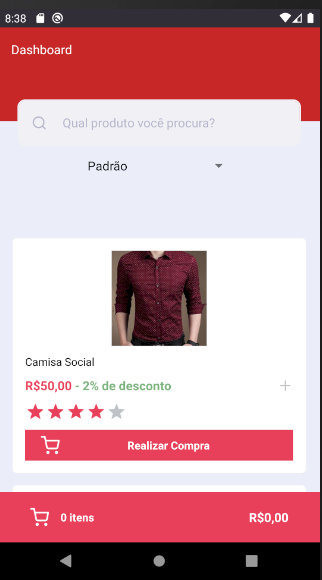 8:38
Dashboard
Qual produto você procura?
Padrão
Camisa Social
R$50,00 - 2% de desconto
Realizar Compra
0 itens
R$0,00